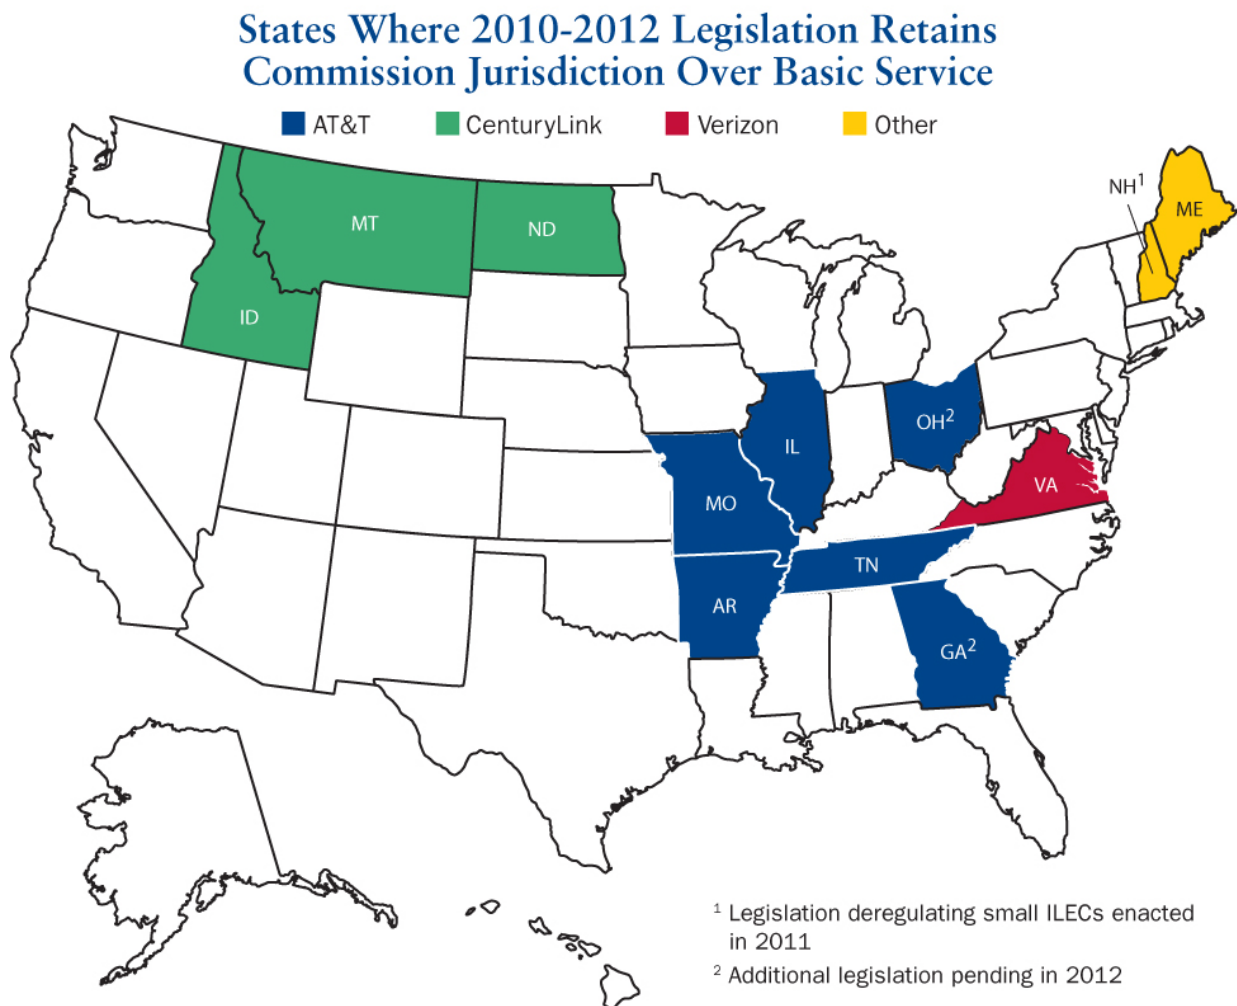 States Where 2010-2012 Legislation Retains
Commission Jurisdiction Over Basic Service
AT&T CenturyLink Verizon Other
NH¹
ME
MT
ND
ID
OH²
IL
VA
MO
TN
AR
GA²
¹ Legislation deregulating small ILECs enacted
in 2011
² Additional legislation pending in 2012